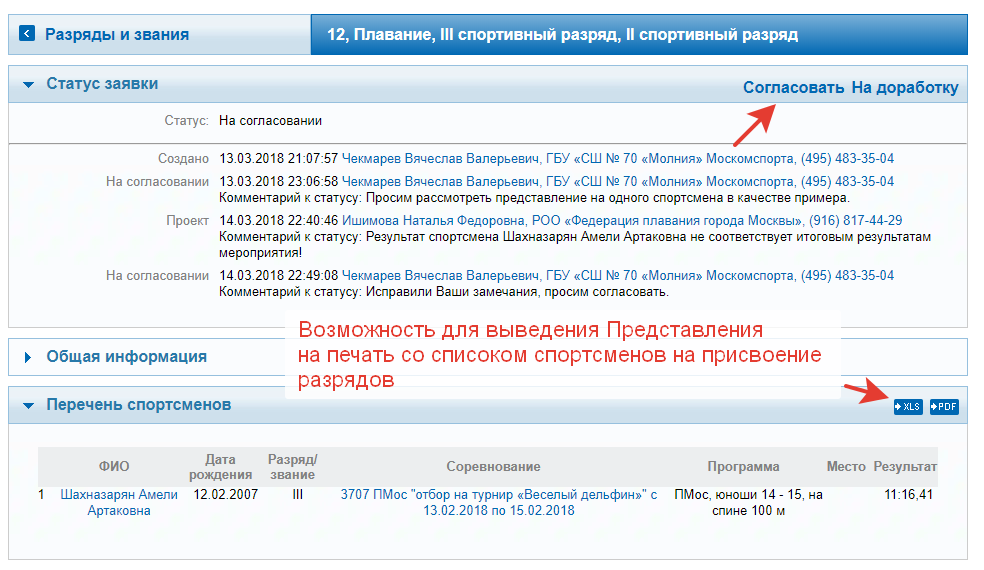 Разряды и звания
12, Плавание, III спортивный разряд, II спортивный разряд
Статус заявки
Согласовать На доработку
Статус: На согласовании
Создано 13.03.2018 21:07:57 Чекмарев Вячеслав Валерьевич, ГБУ «СШ № 70 «Молния» Москомспорта, (495) 483-35-04
На согласовании 13.03.2018 23:06:58 Чекмарев Вячеслав Валерьевич, ГБУ «СШ № 70 «Молния» Москомспорта, (495) 483-35-04
Комментарий к статусу: Просим рассмотреть представление на одного спортсмена в качестве примера.
Проект 14.03.2018 22:40:46 Ишимова Наталья Федоровна, РОО «Федерация плавания города Москвы», (916) 817-44-29
Комментарий к статусу: Результат спортсмена Шахназарян Амели Артаковна не соответствует итоговым результатам
мероприятия!
На согласовании 14.03.2018 22:49:08 Чекмарев Вячеслав Валерьевич, ГБУ «СШ № 70 «Молния» Москомспорта, (495) 483-35-04
Комментарий к статусу: Исправили Ваши замечания, просим согласовать.
Возможность для выведения Представления
на печать со списоком спортсменов на присвоение
разрядов
Общая информация
Перечень спортсменов
XLS PDF
ФИО Дата рождения Разряд/ звание Соревнование Программа Место Результат
1 Шахназарян Амели 12.02.2007 III 3707 ПМос "отбор на турнир «Веселый дельфин»" с ПМос, юноши 14 - 15, на 11:16,41
Артаковна 13.02.2018 по 15.02.2018 спине 100 м